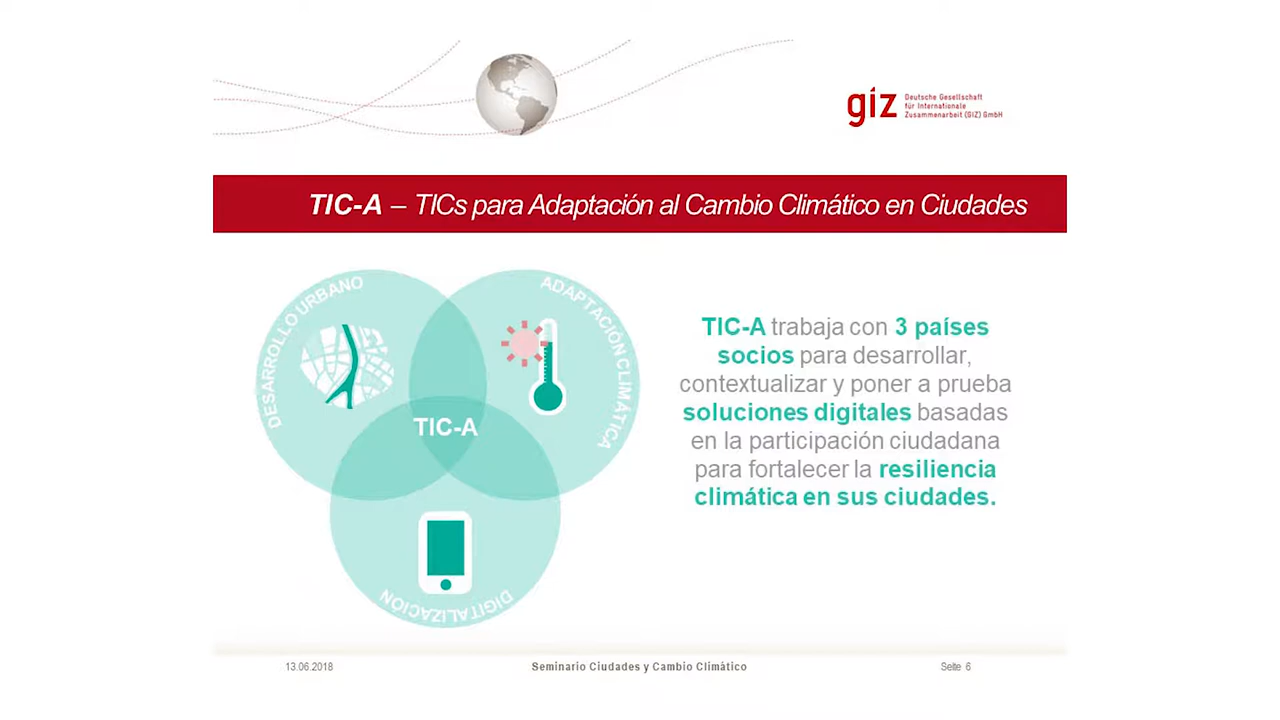 giz Deutsche Gesellschaft
für Internationale
Zusammenarbeit (GIZ) GmbH
TIC-A – TICs para Adaptación al Cambio Climático en Ciudades
DESARROLLO URBANO
ADAPTACIÓN CLIMÁTICA
TIC-A
DIGITALIZACIÓN
TIC-A trabaja con 3 países
socios para desarrollar,
contextualizar y poner a prueba
soluciones digitales basadas
en la participación ciudadana
para fortalecer la resiliencia
climática en sus ciudades.
13.06.2018
Seminario Ciudades y Cambio Climático
Seite 6